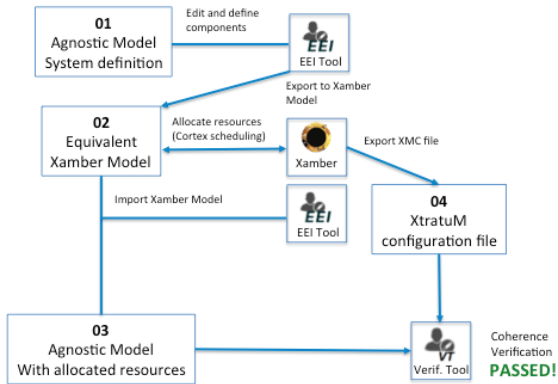 01
Agnostic Model
System definition
Edit and define
components
EEI
EEI Tool
Export to Xamber
Model
02
Equivalent
Xamber Model
Allocate resources
(Cortex scheduling)
Xamber
Export XMC file
Import Xamber Model
EEI
EEI Tool
04
XtratuM
configuration file
03
Agnostic Model
With allocated resources
VT
Verif. Tool
Coherence
Verification
PASSED!